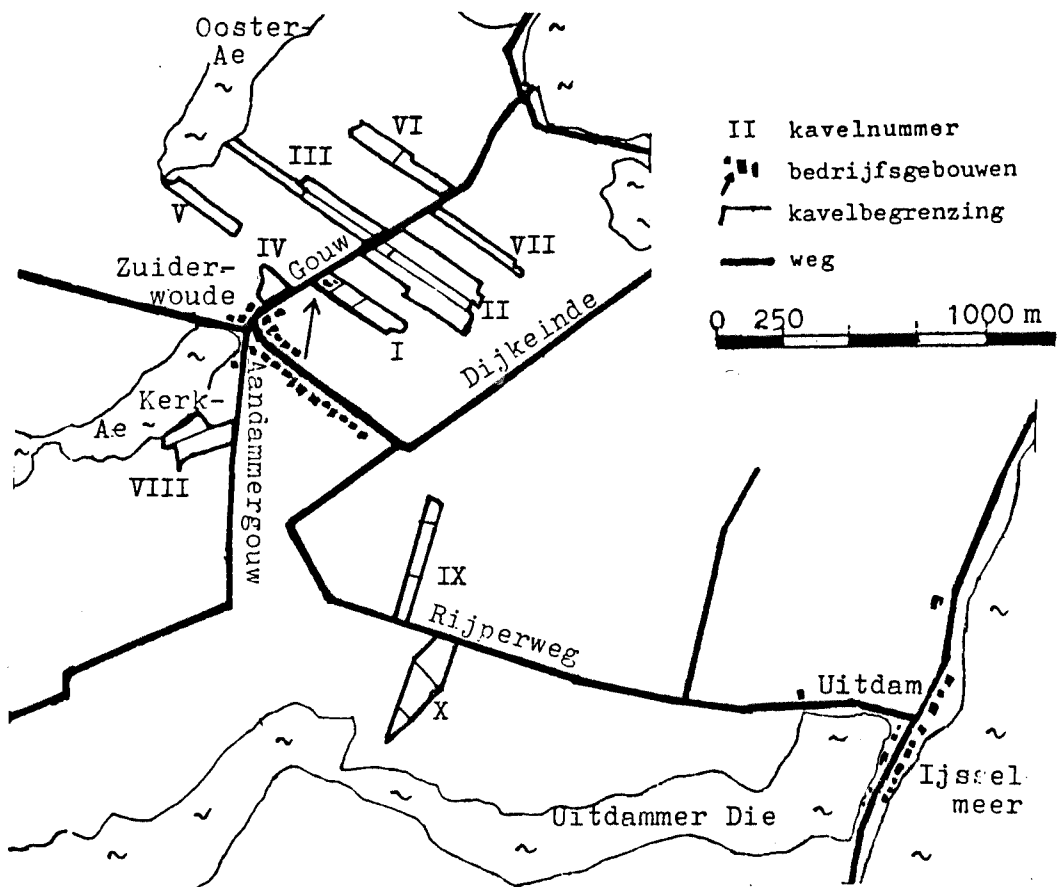 Ooster-
Ae
VI
III
V
IV
Gouw
VII
Zuider-
woude
II
I
Dijkeinde
Kerk-
Ae
VIII
Aandammergouw
IX
Rijperweg
X
Uitdam
Ijssel
meer
Uitdammer Die
II kavelnummer
bedrijfsgebouwen
kavelbegrenzing
weg
0 250 1000 m